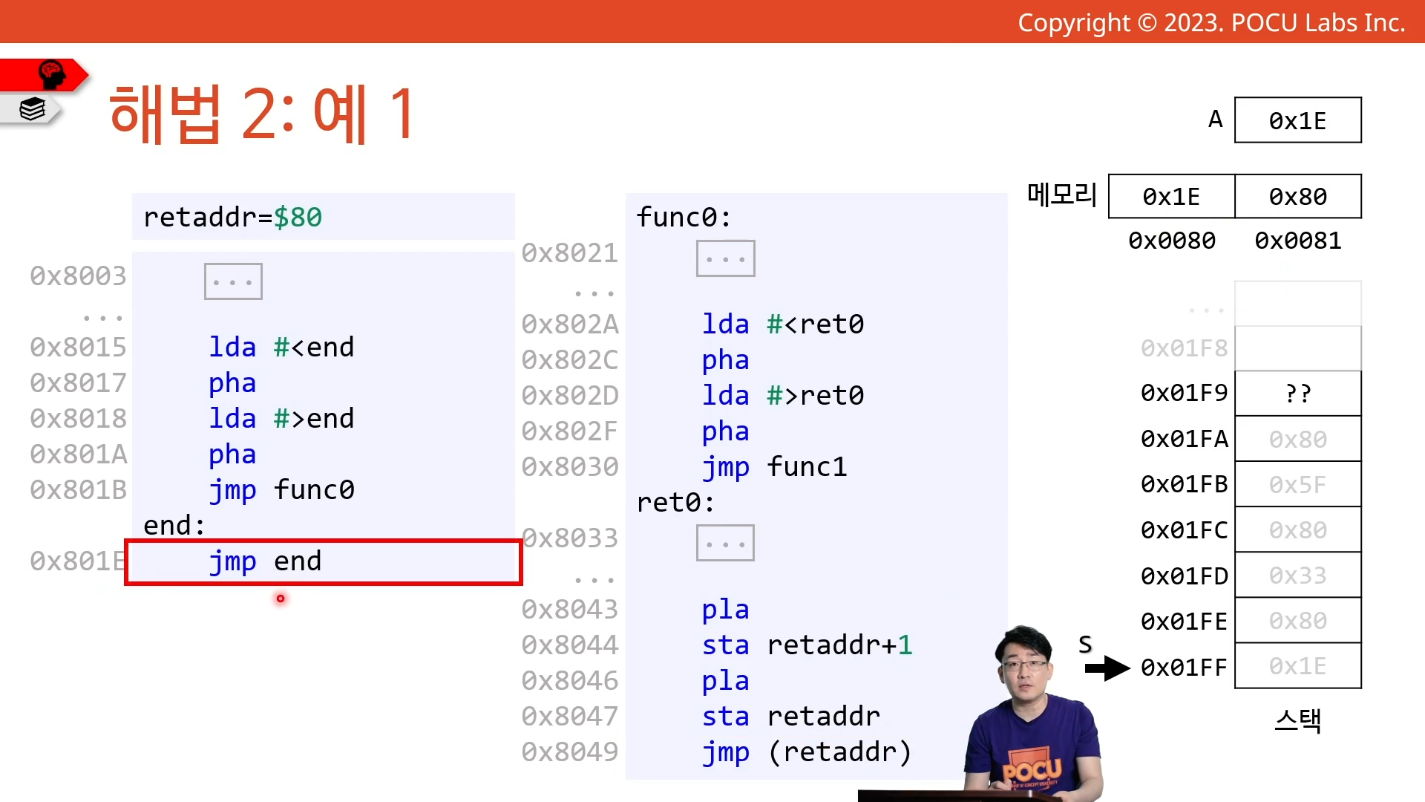 Copyright © 2023. POCU Labs Inc.
해법 2: 예 1
retaddr=$80
0x8003 ...
...
0x8015 lda #<end
0x8017 pha
0x8018 lda #>end
0x801A pha
0x801B jmp func0
end:
0x801E jmp end
func0:
0x8021 ...
...
0x802A lda #<ret0
0x802C pha
0x802D lda #>ret0
0x802F pha
0x8030 jmp func1
ret0:
0x8033 ...
...
0x8043 pla
0x8044 sta retaddr+1
0x8046 pla
0x8047 sta retaddr
0x8049 jmp (retaddr)
A 0x1E
메모리 0x1E 0x80
0x0080 0x0081
...
0x01F8
0x01F9 ??
0x01FA 0x80
0x01FB 0x5F
0x01FC 0x80
0x01FD 0x33
0x01FE 0x80
S
0x01FF 0x1E
스택
POCU